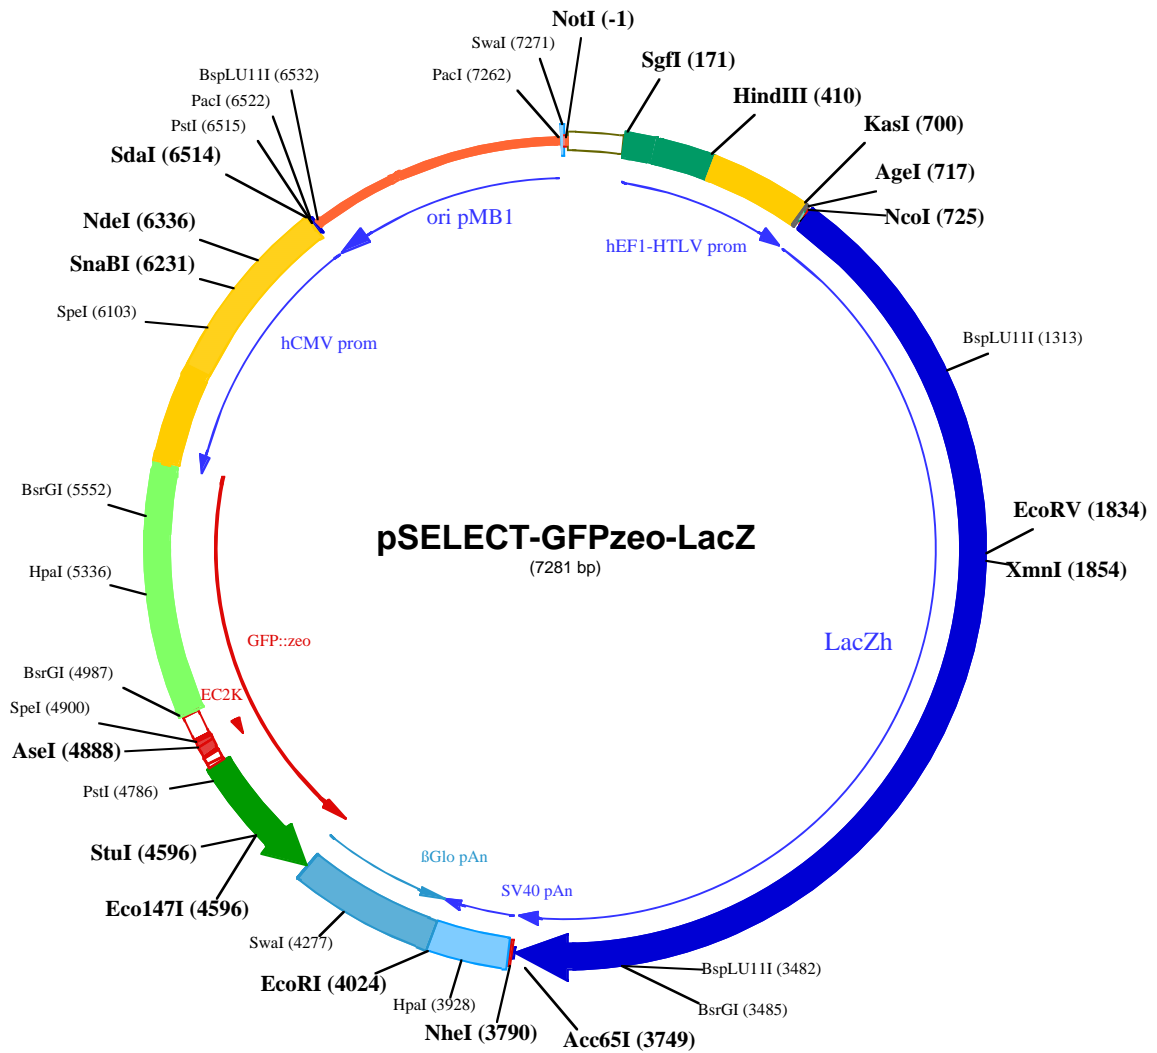 NotI (-1)
SwaI (7271)
PacI (7262)
SgfI (171)
HindIII (410)
KasI (700)
AgeI (717)
NcoI (725)
BspLU11I (6532)
PacI (6522)
PstI (6515)
SdaI (6514)
NdeI (6336)
SnaBI (6231)
SpeI (6103)
ori pMB1
hEF1-HTLV prom
hCMV prom
BspLU11I (1313)
BsrGI (5552)
HpaI (5336)
pSELECT-GFPzeo-LacZ
(7281 bp)
EcoRV (1834)
XmnI (1854)
LacZh
GFP::zeo
EC2K
BsrGI (4987)
SpeI (4900)
AseI (4888)
PstI (4786)
StuI (4596)
Eco147I (4596)
ßGlo pAn
SV40 pAn
SwaI (4277)
EcoRI (4024)
HpaI (3928)
NheI (3790)
Acc65I (3749)
BspLU11I (3482)
BsrGI (3485)